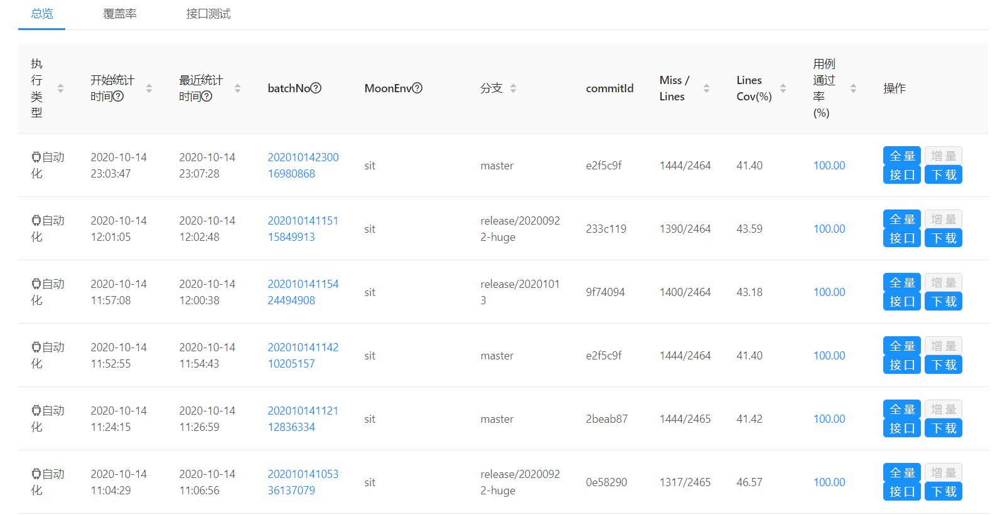 总览 覆盖率 接口测试
执行类型 开始统计时间 最近统计时间 batchNo MoonEnv 分支 commitId Miss / Lines Lines Cov(%) 用例通过率(%) 操作
自动化 2020-10-14 23:03:47 2020-10-14 23:07:28 20201014230016980868 sit master e2f5c9f 1444/2464 41.40 100.00 全量 增量 接口 下载
自动化 2020-10-14 12:01:05 2020-10-14 12:02:48 20201014115115849913 sit release/20200922-huge 233c119 1390/2464 43.59 100.00 全量 增量 接口 下载
自动化 2020-10-14 11:57:08 2020-10-14 12:00:38 20201014115424494908 sit release/20201013 9f74094 1400/2464 43.18 100.00 全量 增量 接口 下载
自动化 2020-10-14 11:52:55 2020-10-14 11:54:43 20201014114210205157 sit master e2f5c9f 1444/2464 41.40 100.00 全量 增量 接口 下载
自动化 2020-10-14 11:24:15 2020-10-14 11:26:59 20201014112112836334 sit master 2beab87 1444/2465 41.42 100.00 全量 增量 接口 下载
自动化 2020-10-14 11:04:29 2020-10-14 11:06:56 20201014105336137079 sit release/20200922-huge 0e58290 1317/2465 46.57 100.00 全量 增量 接口 下载